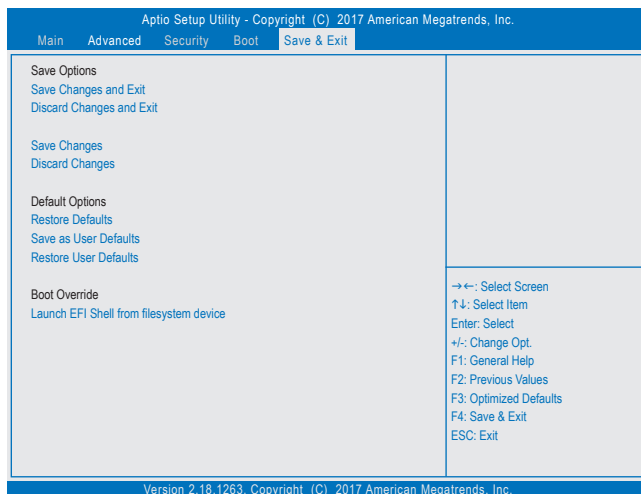 Aptio Setup Utility - Copyright (C) 2017 American Megatrends, Inc.
Main Advanced Security Boot Save & Exit
Save Options
Save Changes and Exit
Discard Changes and Exit
Save Changes
Discard Changes
Default Options
Restore Defaults
Save as User Defaults
Restore User Defaults
Boot Override
Launch EFI Shell from filesystem device
→←: Select Screen
↑↓: Select Item
Enter: Select
+/-: Change Opt.
F1: General Help
F2: Previous Values
F3: Optimized Defaults
F4: Save & Exit
ESC: Exit
Version 2.18.1263. Copyright (C) 2017 American Megatrends, Inc.